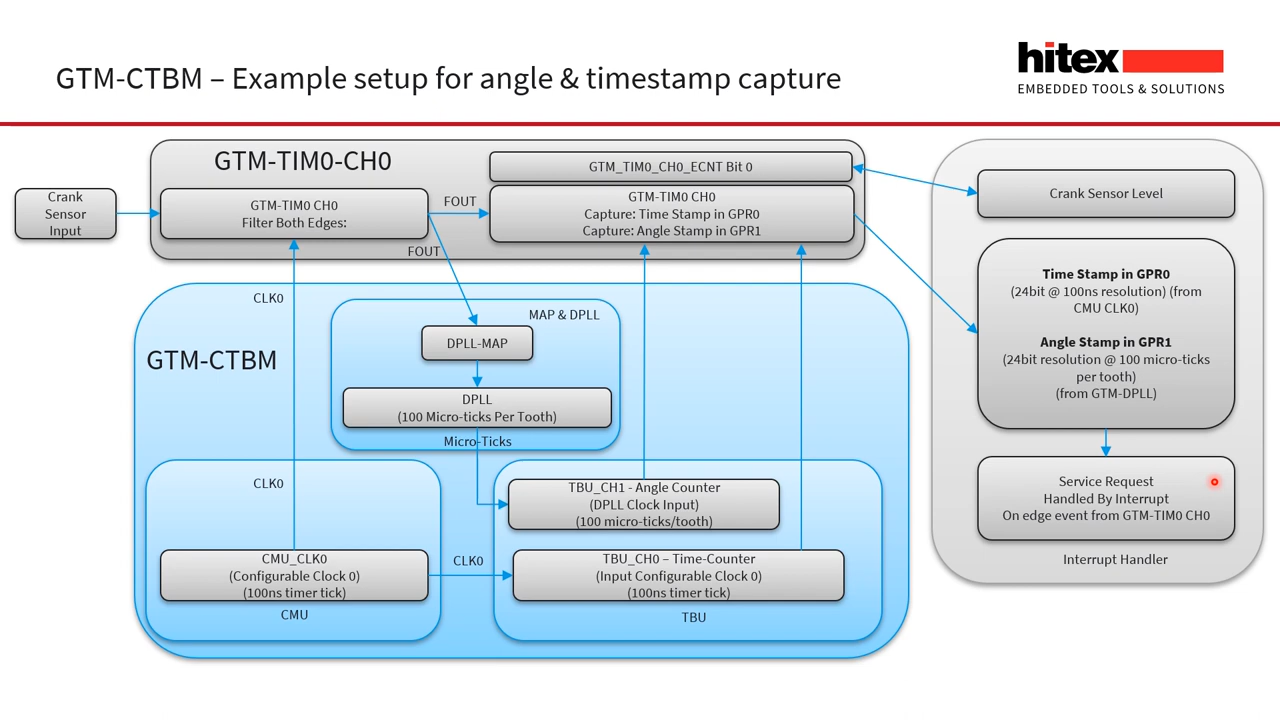 GTM-CTBM – Example setup for angle & timestamp capture
hitex
EMBEDDED TOOLS & SOLUTIONS
GTM-TIM0-CH0
Crank
Sensor
Input
GTM-TIM0 CH0
Filter Both Edges:
FOUT
FOUT
GTM_TIM0_CH0_ECNT Bit 0
GTM-TIM0 CH0
Capture: Time Stamp in GPR0
Capture: Angle Stamp in GPR1
Crank Sensor Level
Time Stamp in GPR0
(24bit @ 100ns resolution) (from
CMU CLK0)
Angle Stamp in GPR1
(24bit resolution @ 100 micro-ticks
per tooth)
(from GTM-DPLL)
Service Request
Handled By Interrupt
On edge event from GTM-TIM0 CH0
Interrupt Handler
GTM-CTBM
CLK0
MAP & DPLL
DPLL-MAP
DPLL
(100 Micro-ticks Per Tooth)
Micro-Ticks
CLK0
CMU_CLK0
(Configurable Clock 0)
(100ns timer tick)
CMU
CLK0
TBU_CH1 - Angle Counter
(DPLL Clock Input)
(100 micro-ticks/tooth)
TBU_CH0 – Time-Counter
(Input Configurable Clock 0)
(100ns timer tick)
TBU